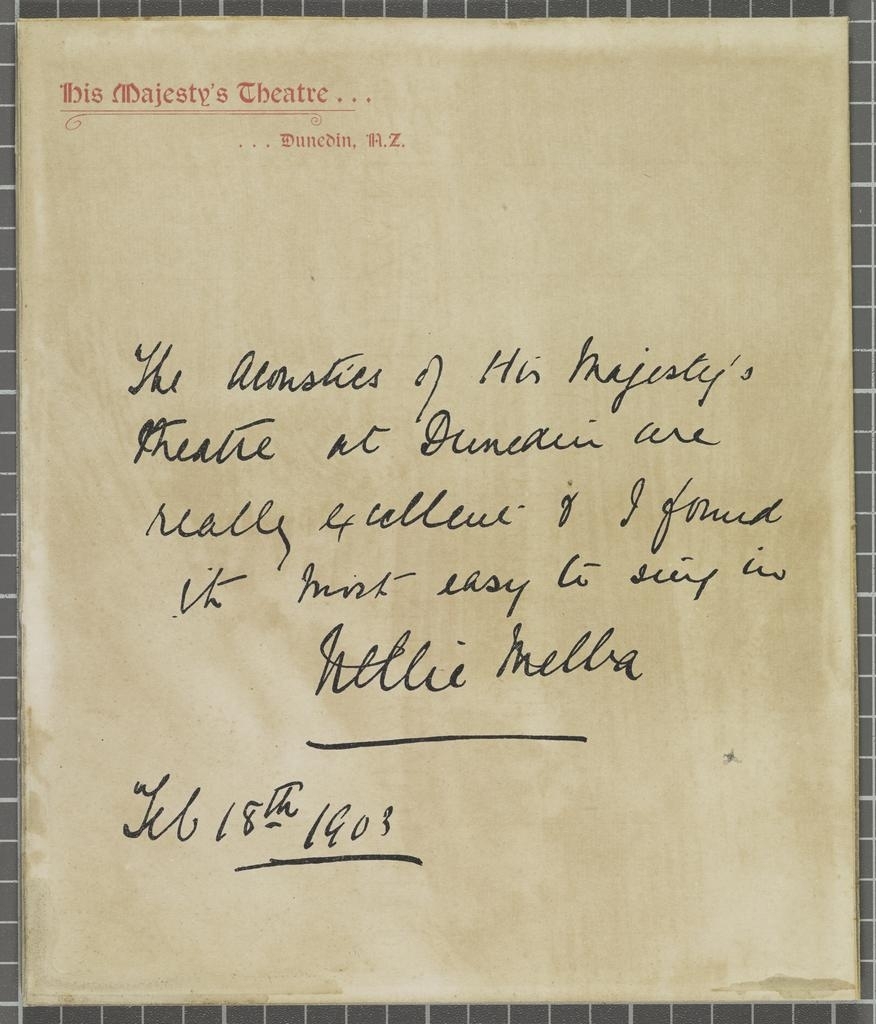 His Majesty's Theatre . . .
. . . Dunedin, N.Z.
The Acoustics of His Majesty's
Theatre at Dunedin are
really excellent & I found
it most easy to sing in
Nellie Melba
Feb 18th 1903